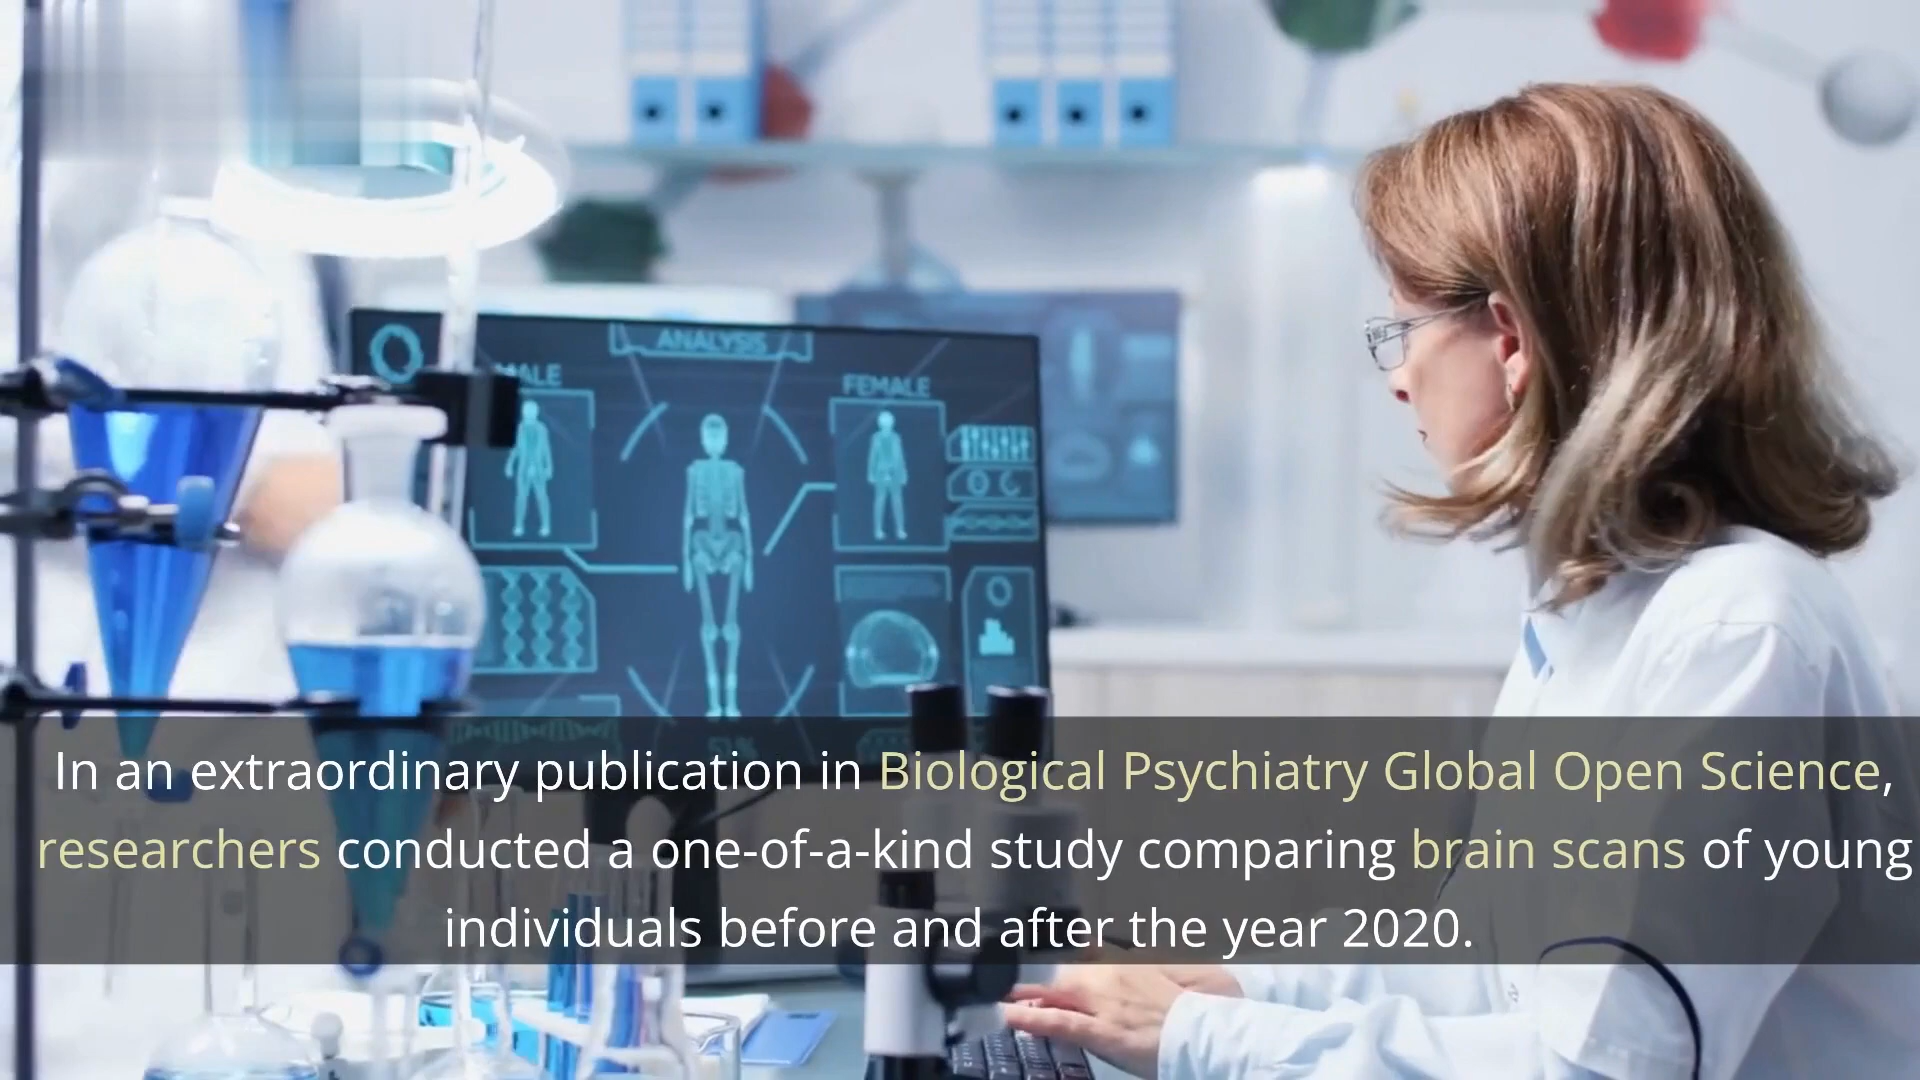 ANALYSIS
MALE
FEMALE
51%
In an extraordinary publication in Biological Psychiatry Global Open Science,
researchers conducted a one-of-a-kind study comparing brain scans of young
individuals before and after the year 2020.